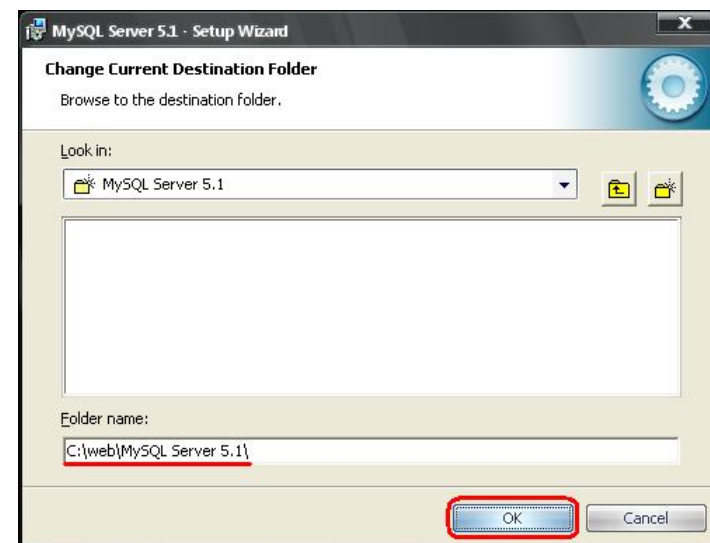 MySQL Server 5.1 - Setup Wizard
Change Current Destination Folder
Browse to the destination folder.
Look in:
MySQL Server 5.1
Folder name:
C:\web\MySQL Server 5.1\
OK Cancel